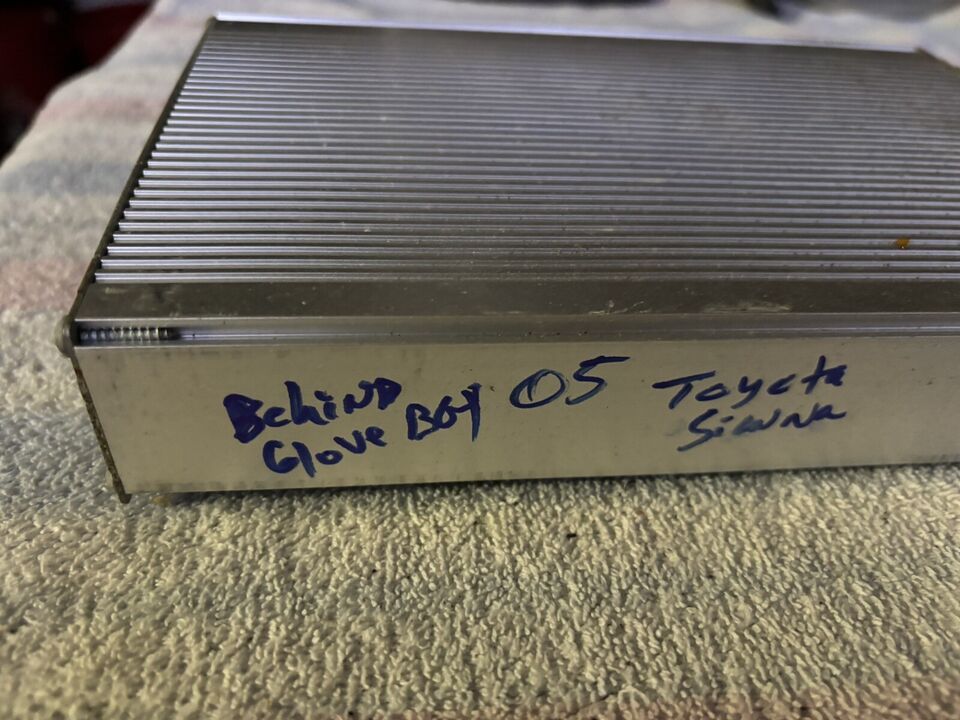 Behind
Glove Box
05
Toyota
Sienna